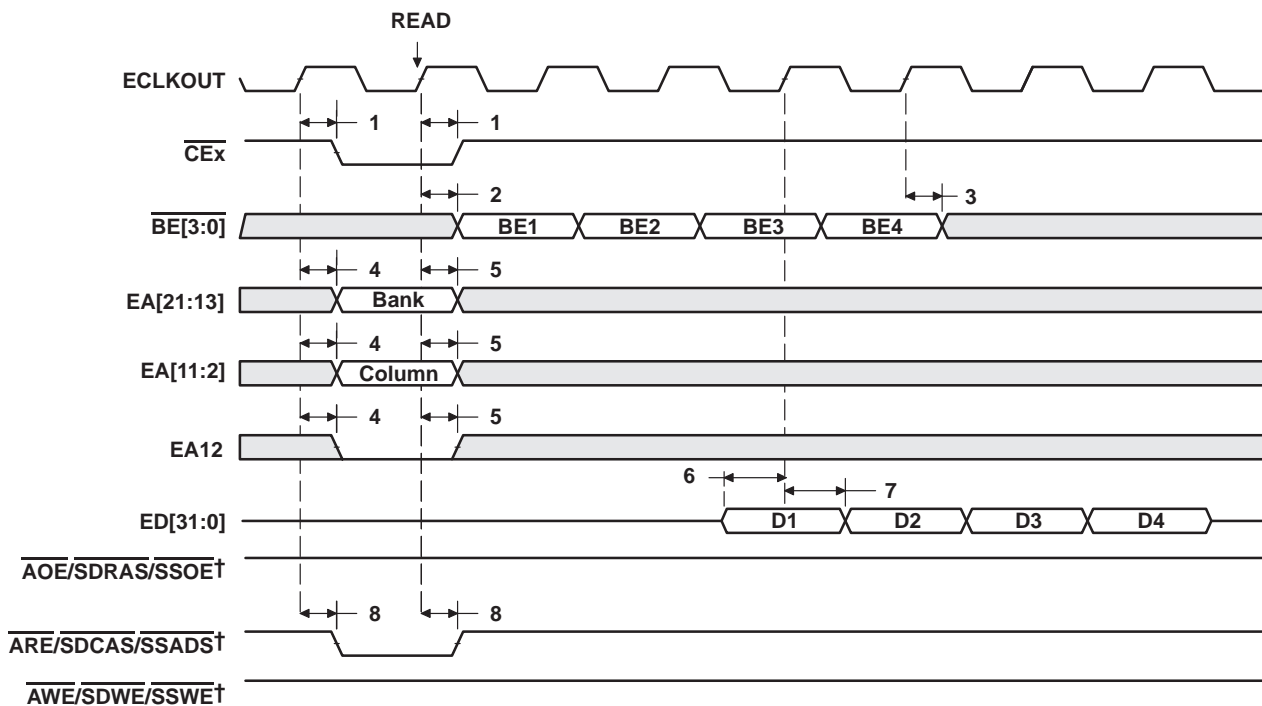 READ
ECLKOUT
1 1
CEx
2 3
BE[3:0] BE1 BE2 BE3 BE4
4 5
EA[21:13] Bank
4 5
EA[11:2] Column
4 5
EA12
6 7
ED[31:0] D1 D2 D3 D4
AOE/SDRAS/SSOE†
8 8
ARE/SDCAS/SSADS†
AWE/SDWE/SSWE†